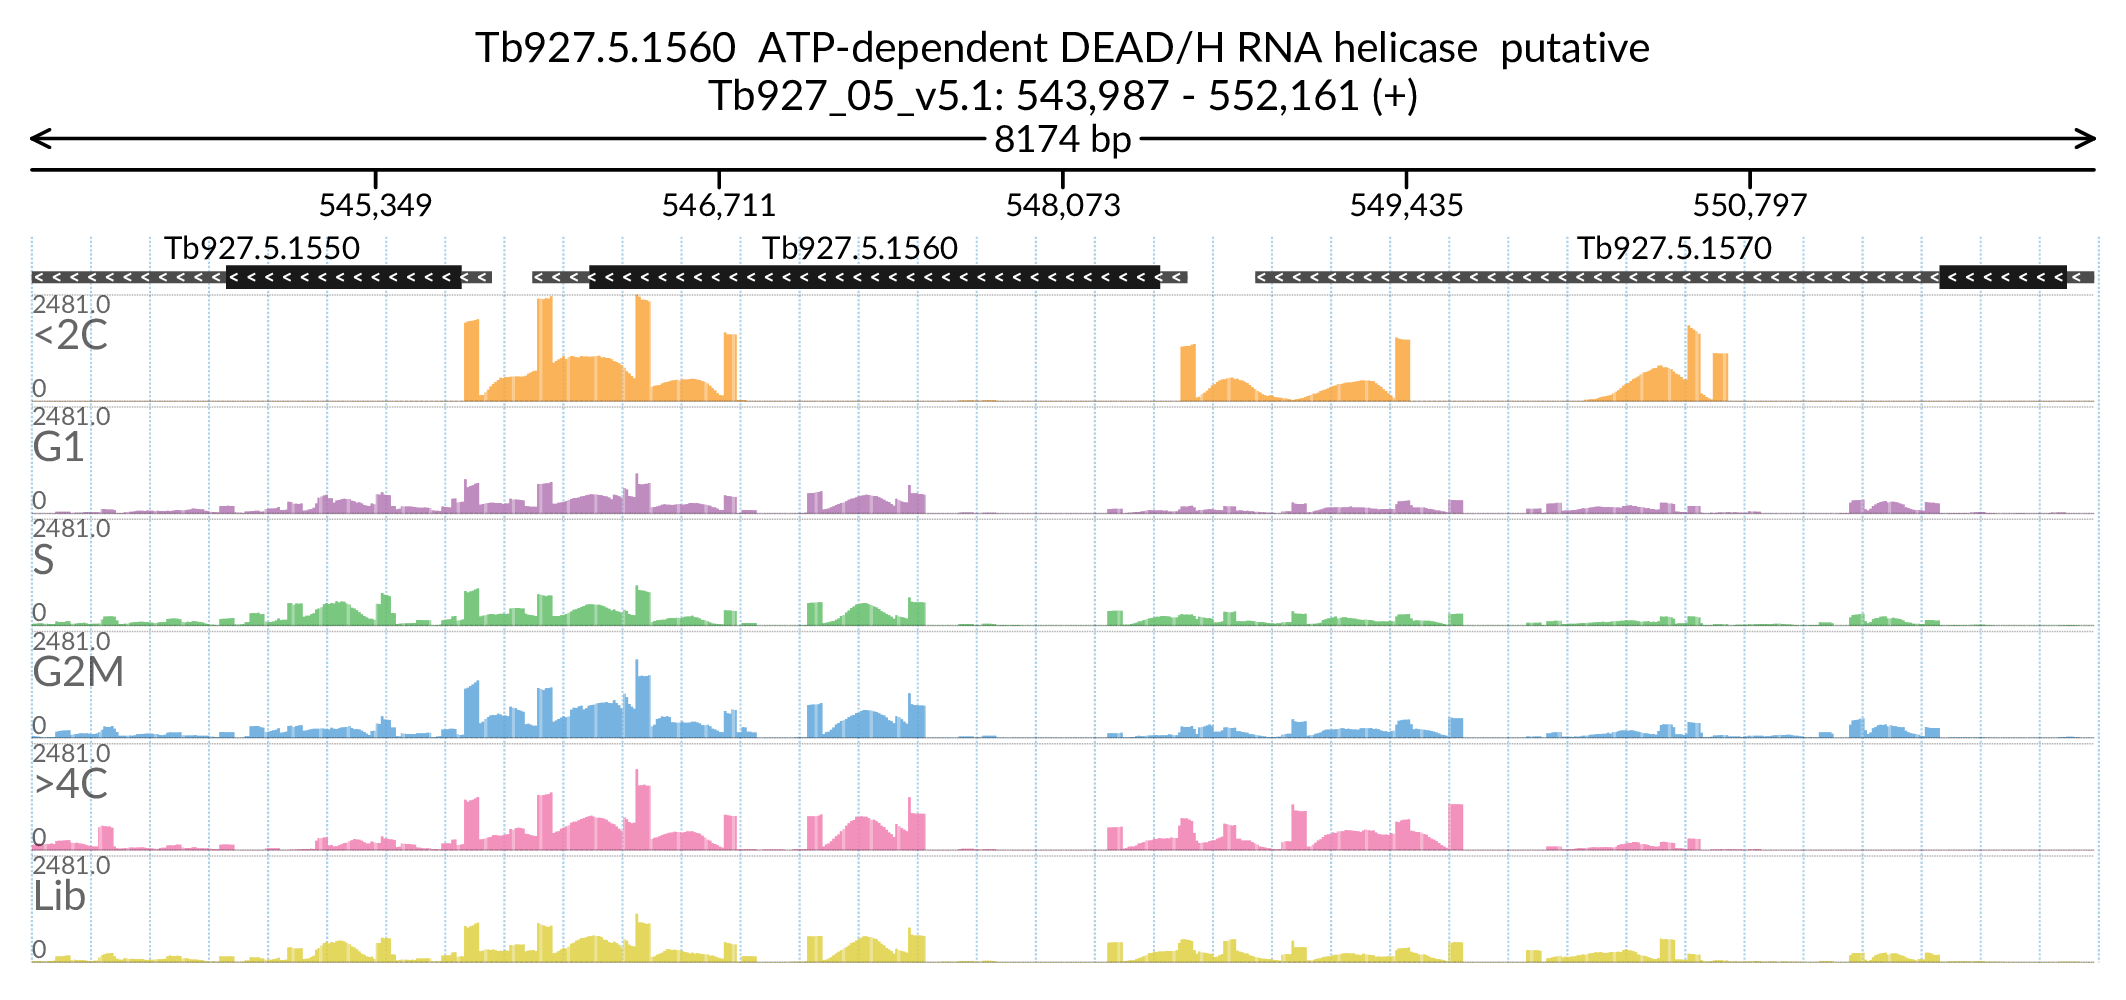 Tb927.5.1560  ATP-dependent DEAD/H RNA helicase  putative
Tb927_05_v5.1: 543,987 - 552,161 (+)
8174 bp
545,349 546,711 548,073 549,435 550,797
Tb927.5.1550 Tb927.5.1560 Tb927.5.1570
2481.0
<2C
0
2481.0
G1
0
2481.0
S
0
2481.0
G2M
0
2481.0
>4C
0
2481.0
Lib
0